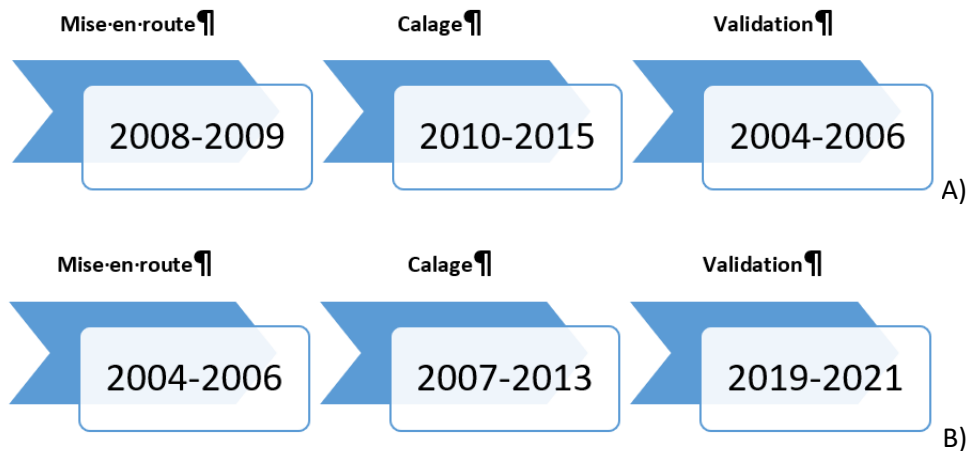 Mise·en·route¶ Calage¶ Validation¶
2008-2009 2010-2015 2004-2006
A)
Mise·en·route¶ Calage¶ Validation¶
2004-2006 2007-2013 2019-2021
B)